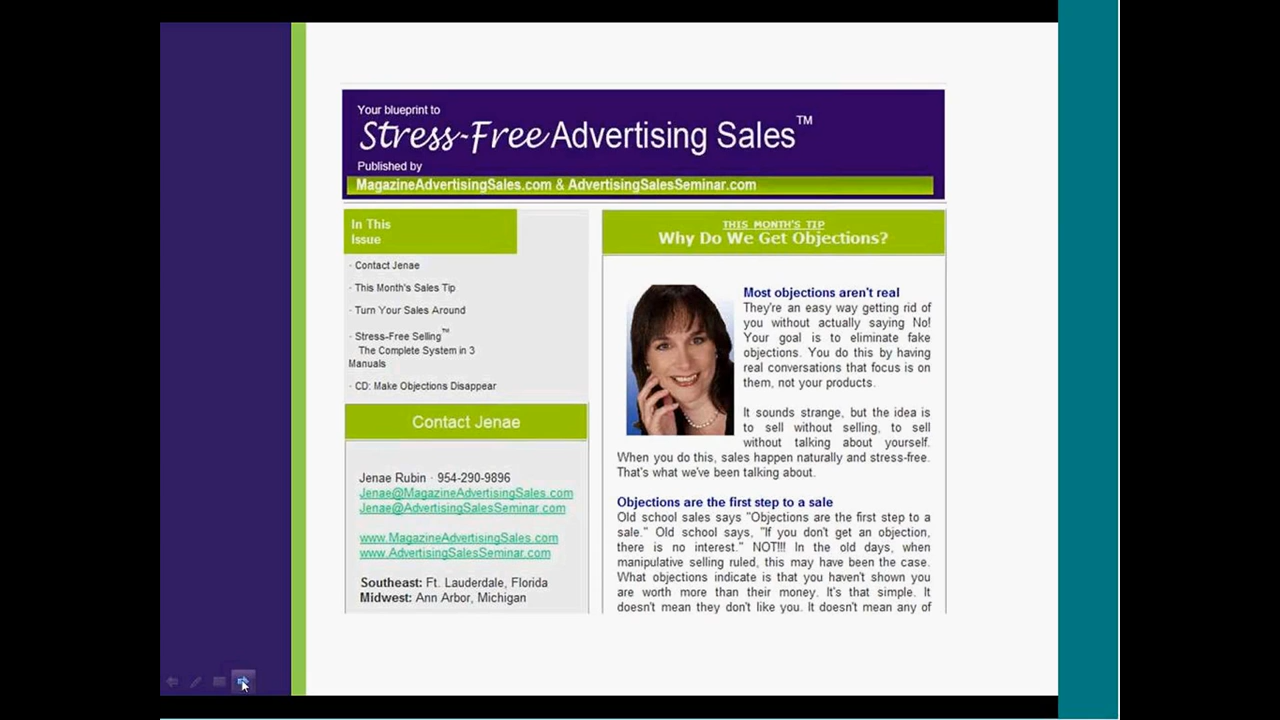 Your blueprint to
Stress-Free Advertising Sales™
Published by
MagazineAdvertisingSales.com & AdvertisingSalesSeminar.com
In This
Issue
· Contact Jenae
· This Month's Sales Tip
· Turn Your Sales Around
· Stress-Free Selling™
The Complete System in 3
Manuals
· CD: Make Objections Disappear
Contact Jenae
Jenae Rubin · 954-290-9896
Jenae@MagazineAdvertisingSales.com
Jenae@AdvertisingSalesSeminar.com
www.MagazineAdvertisingSales.com
www.AdvertisingSalesSeminar.com
Southeast: Ft. Lauderdale, Florida
Midwest: Ann Arbor, Michigan
THIS MONTH'S TIP
Why Do We Get Objections?
Most objections aren't real
They're an easy way getting rid of
you without actually saying No!
Your goal is to eliminate fake
objections. You do this by having
real conversations that focus is on
them, not your products.
It sounds strange, but the idea is
to sell without selling, to sell
without talking about yourself.
When you do this, sales happen naturally and stress-free.
That's what we've been talking about.
Objections are the first step to a sale
Old school sales says "Objections are the first step to a
sale." Old school says, "If you don't get an objection,
there is no interest." NOT!!! In the old days, when
manipulative selling ruled, this may have been the case.
What objections indicate is that you haven't shown you
are worth more than their money. It's that simple. It
doesn't mean they don't like you. It doesn't mean any of